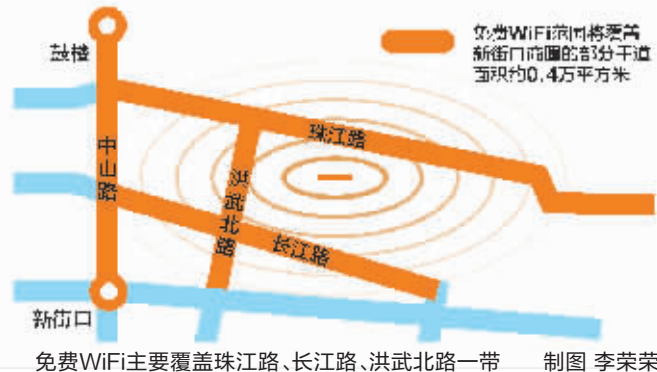 鼓楼
免费WiFi范围将覆盖
新街口商圈的部分干道
面积约0.4万平方米
珠江路
中山路
洪武北路
长江路
新街口
免费WiFi主要覆盖珠江路、长江路、洪武北路一带 制图 李荣荣